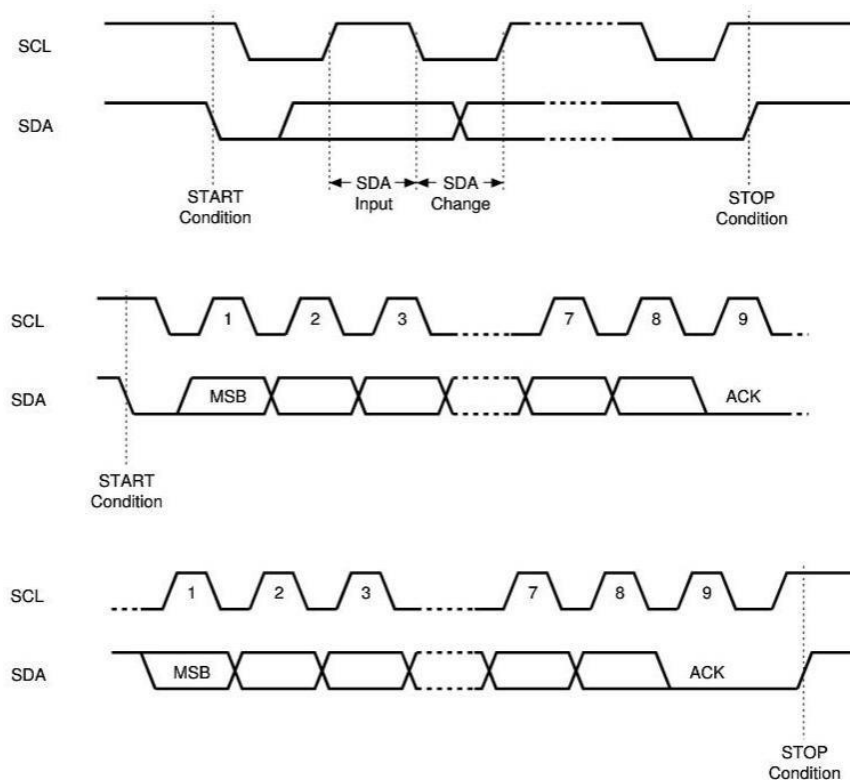 SCL
SDA
SDA
Input
SDA
Change
START
Condition
STOP
Condition
SCL
1 2 3 7 8 9
SDA
MSB
ACK
START
Condition
SCL
1 2 3 7 8 9
SDA
MSB
ACK
STOP
Condition